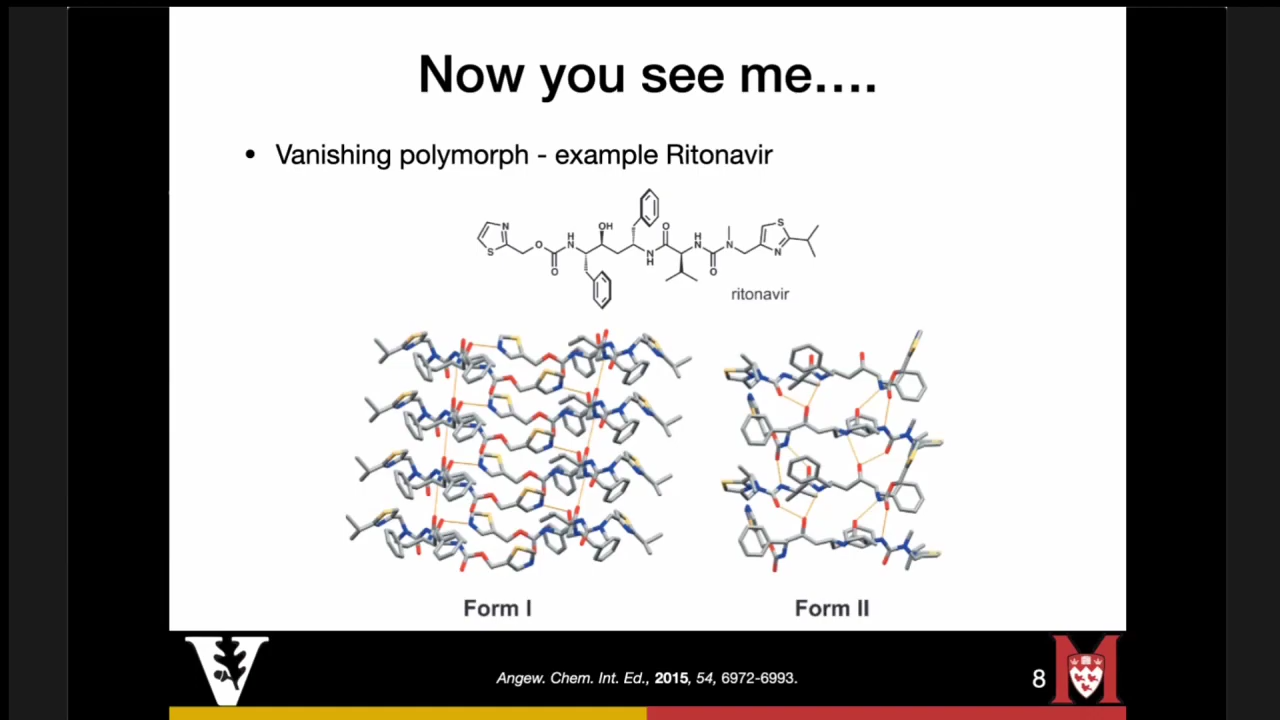 Now you see me....
• Vanishing polymorph - example Ritonavir
N
S
O
O
H
N
OH
N
H
O
H
N
O
N
S
N
ritonavir
Form I
Form II
V
Angew. Chem. Int. Ed., 2015, 54, 6972-6993.
8
M